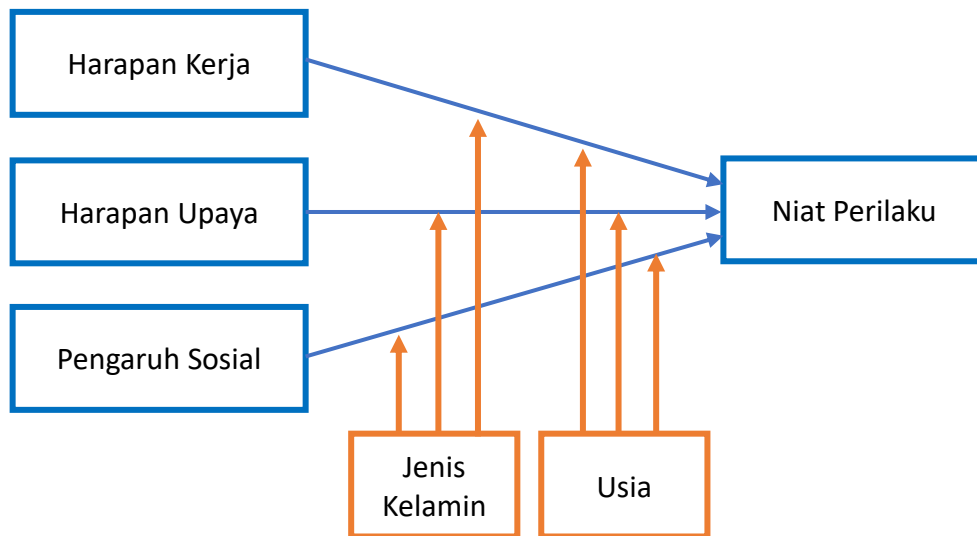 Harapan Kerja
Harapan Upaya
Niat Perilaku
Pengaruh Sosial
Jenis
Kelamin
Usia